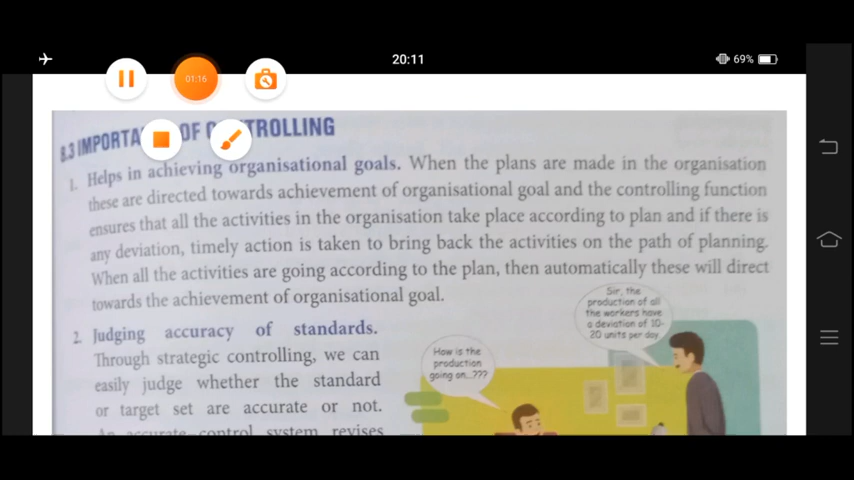 20:11
69%
01:16
8.3 IMPORTA OF C TROLLING
1. Helps in achieving organisational goals. When the plans are made in the organisation
these are directed towards achievement of organisational goal and the controlling function
ensures that all the activities in the organisation take place according to plan and if there is
any deviation, timely action is taken to bring back the activities on the path of planning.
When all the activities are going according to the plan, then automatically these will direct
towards the achievement of organisational goal.
2. Judging accuracy of standards.
Through strategic controlling, we can
easily judge whether the standard
or target set are accurate or not.
An accurate control system revises
How is the
production
going on...???
Sir, the
production of all
the workers have
a deviation of 10-
20 units per day